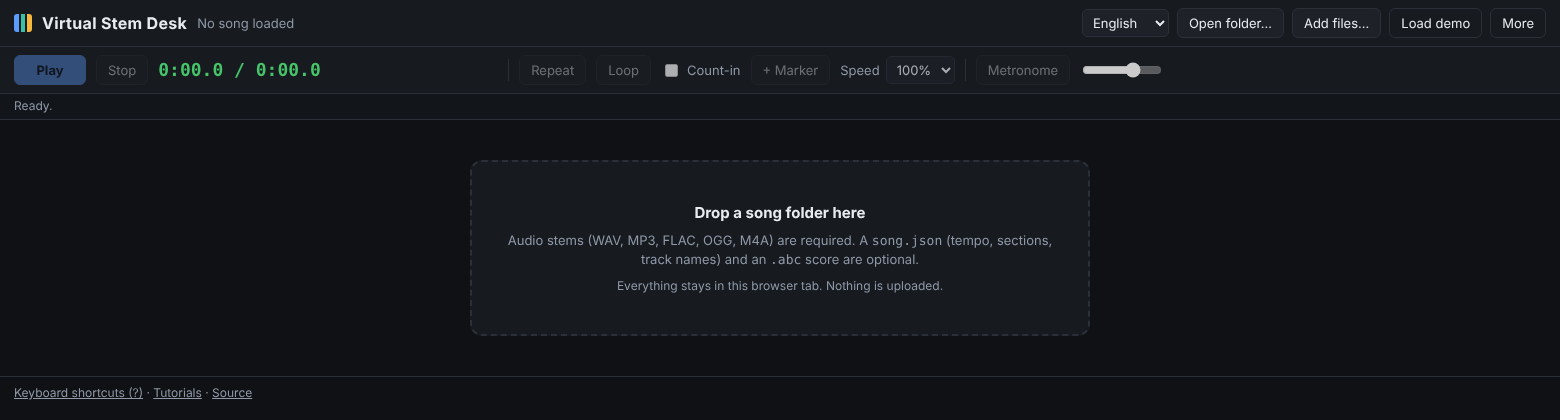 Virtual Stem Desk No song loaded English Open folder... Add files... Load demo More
Play Stop 0:00.0 / 0:00.0 Repeat Loop Count-in + Marker Speed 100% Metronome
Ready.
Drop a song folder here
Audio stems (WAV, MP3, FLAC, OGG, M4A) are required. A song.json (tempo, sections,
track names) and an .abc score are optional.
Everything stays in this browser tab. Nothing is uploaded.
Keyboard shortcuts (?) · Tutorials · Source